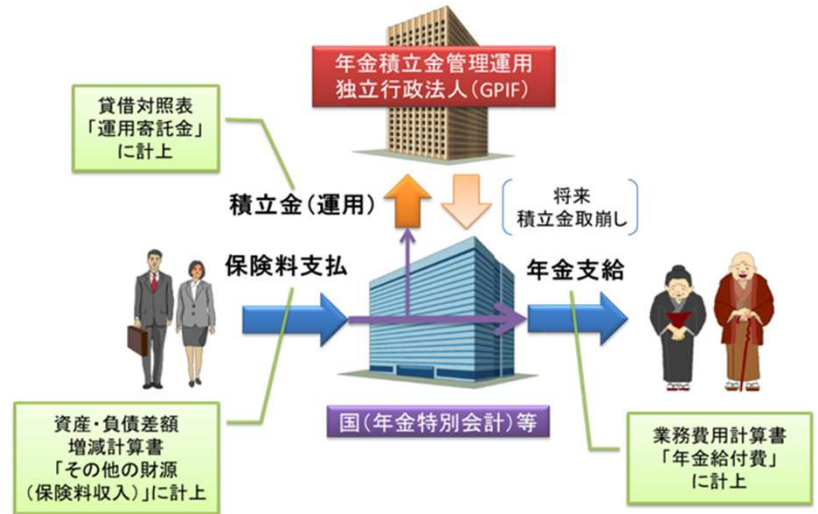 年金積立金管理運用
独立行政法人(GPIF)
貸借対照表
「運用寄託金」
に計上
積立金(運用)
将来
積立金取崩し
保険料支払
年金支給
国(年金特別会計)等
資産・負債差額
増減計算書
「その他の財源
(保険料収入)」に計上
業務費用計算書
「年金給付費」
に計上